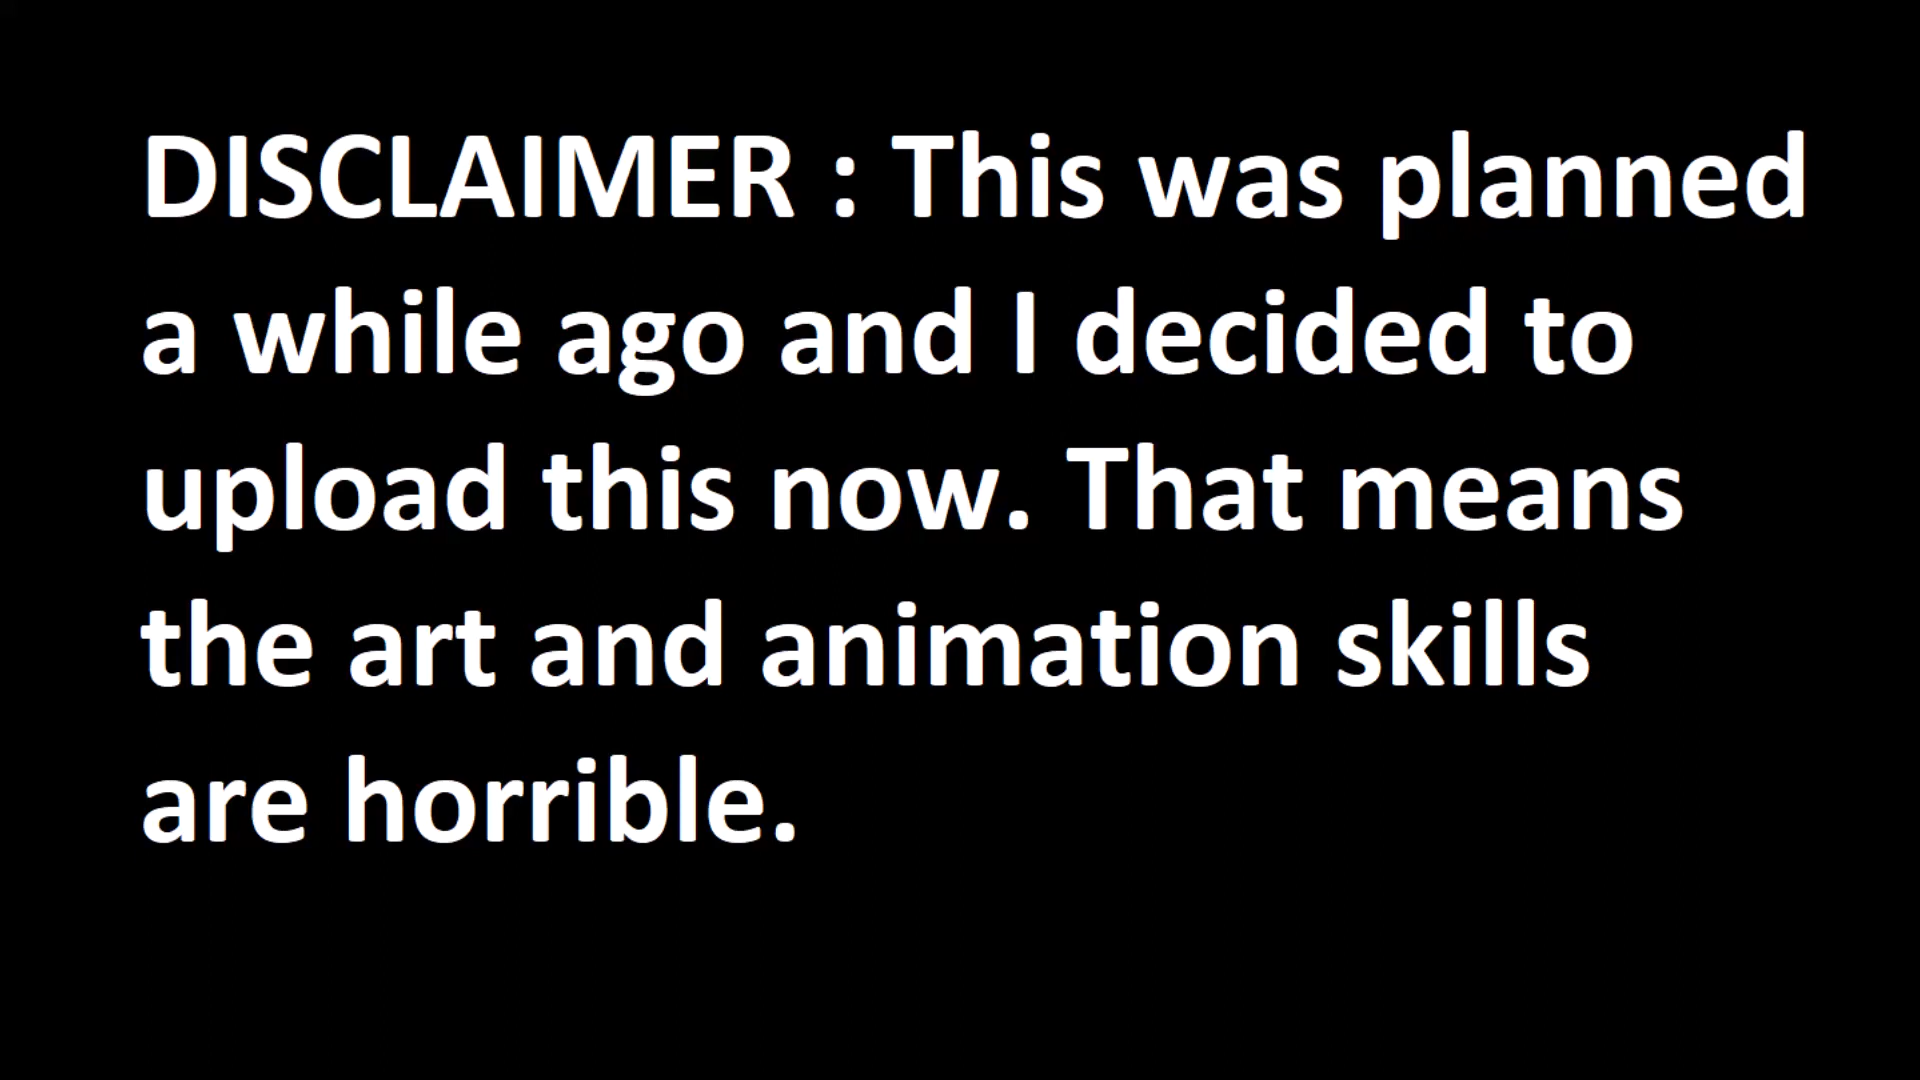 DISCLAIMER : This was planned
a while ago and I decided to
upload this now. That means
the art and animation skills
are horrible.